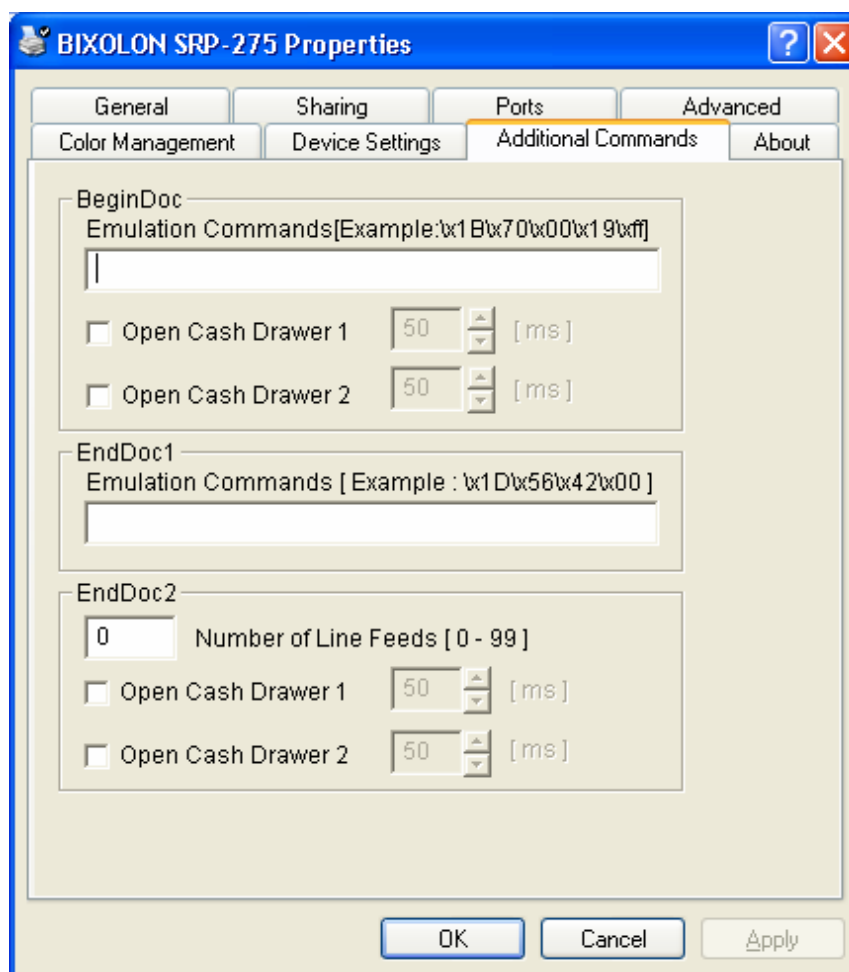 BIXOLON SRP-275 Properties
General Sharing Ports Advanced
Color Management Device Settings Additional Commands About
BeginDoc
Emulation Commands[Example:\x1B\x70\x00\x19\xff]
Open Cash Drawer 1 50 [ms]
Open Cash Drawer 2 50 [ms]
EndDoc1
Emulation Commands [ Example : \x1D\x56\x42\x00 ]
EndDoc2
0 Number of Line Feeds [ 0 - 99 ]
Open Cash Drawer 1 50 [ms]
Open Cash Drawer 2 50 [ms]
OK Cancel Apply